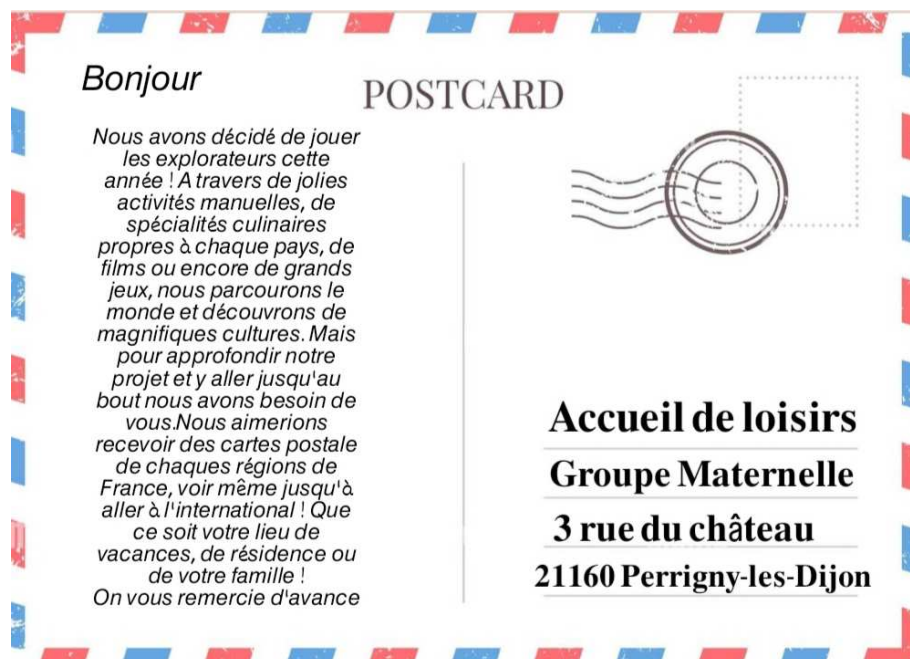 Bonjour
POSTCARD
Nous avons décidé de jouer
les explorateurs cette
année ! A travers de jolies
activités manuelles, de
spécialités culinaires
propres à chaque pays, de
films ou encore de grands
jeux, nous parcourons le
monde et découvrons de
magnifiques cultures. Mais
pour approfondir notre
projet et y aller jusqu'au
bout nous avons besoin de
vous.Nous aimerions
recevoir des cartes postale
de chaques régions de
France, voir même jusqu'à
aller à l'international ! Que
ce soit votre lieu de
vacances, de résidence ou
de votre famille !
On vous remercie d'avance
Accueil de loisirs
Groupe Maternelle
3 rue du château
21160 Perrigny-les-Dijon